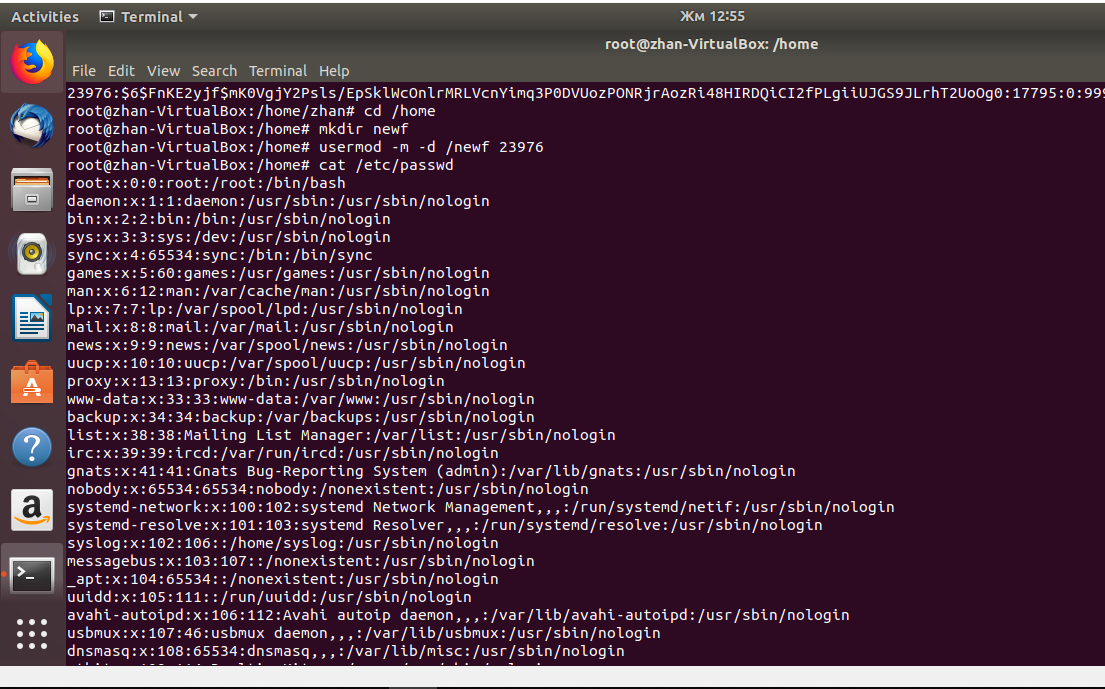 Activities Terminal Жм 12:55
root@zhan-VirtualBox: /home
File Edit View Search Terminal Help
23976:$6$FnKE2yjf$mK0VgjY2Psls/EpSklWcOnlrMRLVcnYimq3P0DVUozPONRjrAozRi48HIRDQiCI2fPLgiiUJGS9JLrhT2UoOg0:17795:0:999
root@zhan-VirtualBox:/home/zhan# cd /home
root@zhan-VirtualBox:/home# mkdir newf
root@zhan-VirtualBox:/home# usermod -m -d /newf 23976
root@zhan-VirtualBox:/home# cat /etc/passwd
root:x:0:0:root:/root:/bin/bash
daemon:x:1:1:daemon:/usr/sbin:/usr/sbin/nologin
bin:x:2:2:bin:/bin:/usr/sbin/nologin
sys:x:3:3:sys:/dev:/usr/sbin/nologin
sync:x:4:65534:sync:/bin:/bin/sync
games:x:5:60:games:/usr/games:/usr/sbin/nologin
man:x:6:12:man:/var/cache/man:/usr/sbin/nologin
lp:x:7:7:lp:/var/spool/lpd:/usr/sbin/nologin
mail:x:8:8:mail:/var/mail:/usr/sbin/nologin
news:x:9:9:news:/var/spool/news:/usr/sbin/nologin
uucp:x:10:10:uucp:/var/spool/uucp:/usr/sbin/nologin
proxy:x:13:13:proxy:/bin:/usr/sbin/nologin
www-data:x:33:33:www-data:/var/www:/usr/sbin/nologin
backup:x:34:34:backup:/var/backups:/usr/sbin/nologin
list:x:38:38:Mailing List Manager:/var/list:/usr/sbin/nologin
irc:x:39:39:ircd:/var/run/ircd:/usr/sbin/nologin
gnats:x:41:41:Gnats Bug-Reporting System (admin):/var/lib/gnats:/usr/sbin/nologin
nobody:x:65534:65534:nobody:/nonexistent:/usr/sbin/nologin
systemd-network:x:100:102:systemd Network Management,,,:/run/systemd/netif:/usr/sbin/nologin
systemd-resolve:x:101:103:systemd Resolver,,,:/run/systemd/resolve:/usr/sbin/nologin
syslog:x:102:106::/home/syslog:/usr/sbin/nologin
messagebus:x:103:107::/nonexistent:/usr/sbin/nologin
_apt:x:104:65534::/nonexistent:/usr/sbin/nologin
uuidd:x:105:111::/run/uuidd:/usr/sbin/nologin
avahi-autoipd:x:106:112:Avahi autoip daemon,,,:/var/lib/avahi-autoipd:/usr/sbin/nologin
usbmux:x:107:46:usbmux daemon,,,:/var/lib/usbmux:/usr/sbin/nologin
dnsmasq:x:108:65534:dnsmasq,,,:/var/lib/misc:/usr/sbin/nologin